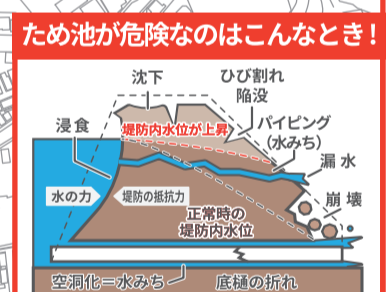 ため池が危険なのはこんなとき！
沈下
ひび割れ
陥没
浸食
堤防内水位が上昇
パイピング
（水みち）
漏水
水の力
堤防の抵抗力
崩壊
正常時の
堤防内水位
空洞化＝水みち
底樋の折れ